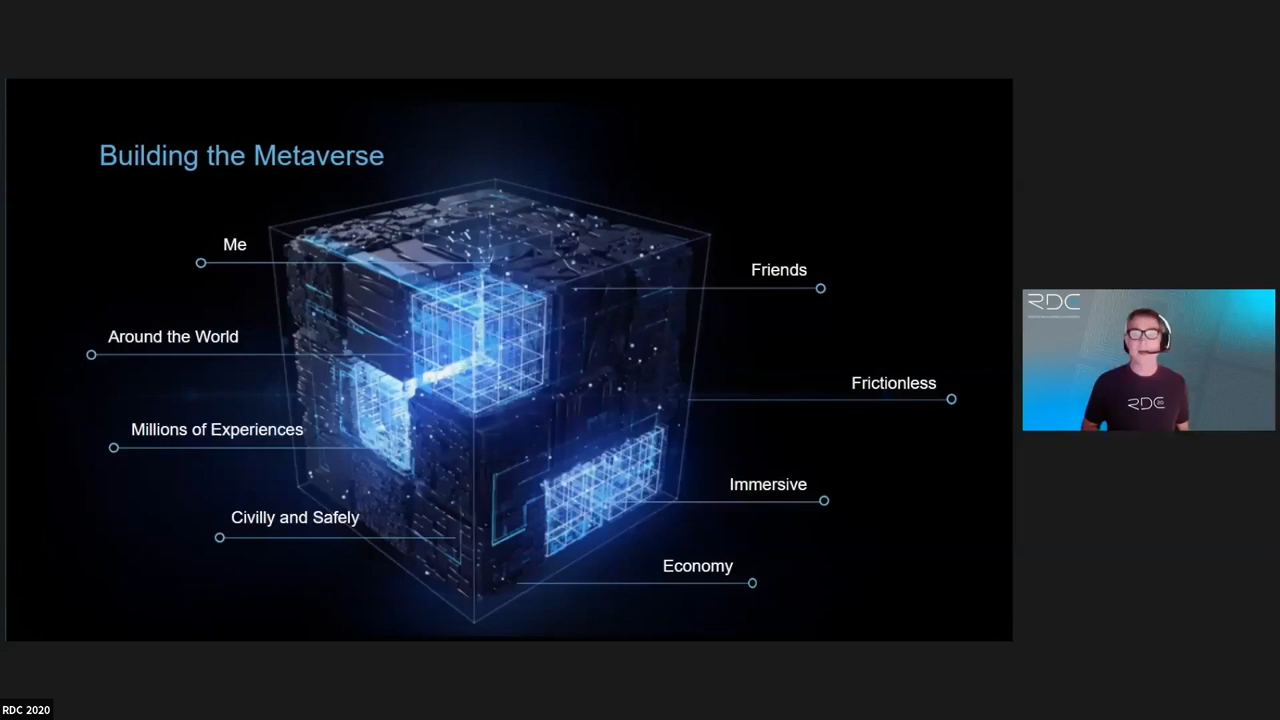 Building the Metaverse
Me
Friends
Around the World
Frictionless
Millions of Experiences
Immersive
Civilly and Safely
Economy
RDC
RDC
RDC 2020